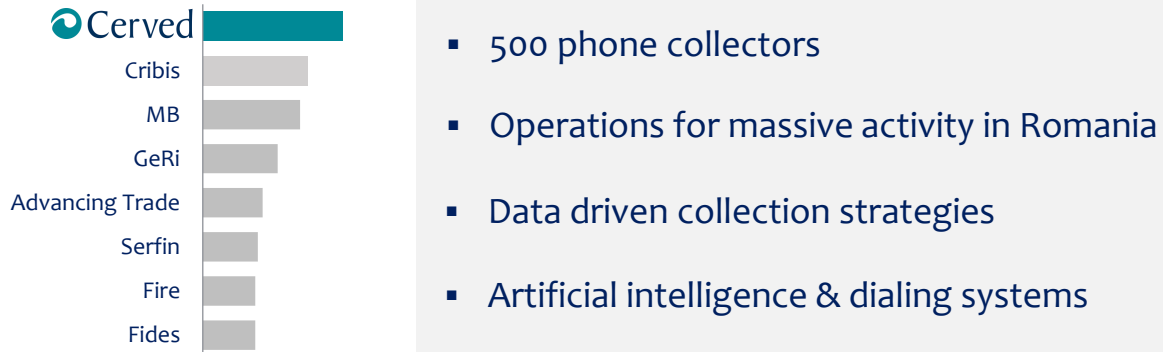 Cerved
Cribis
MB
GeRi
Advancing Trade
Serfin
Fire
Fides
▪ 500 phone collectors
▪ Operations for massive activity in Romania
▪ Data driven collection strategies
▪ Artificial intelligence & dialing systems